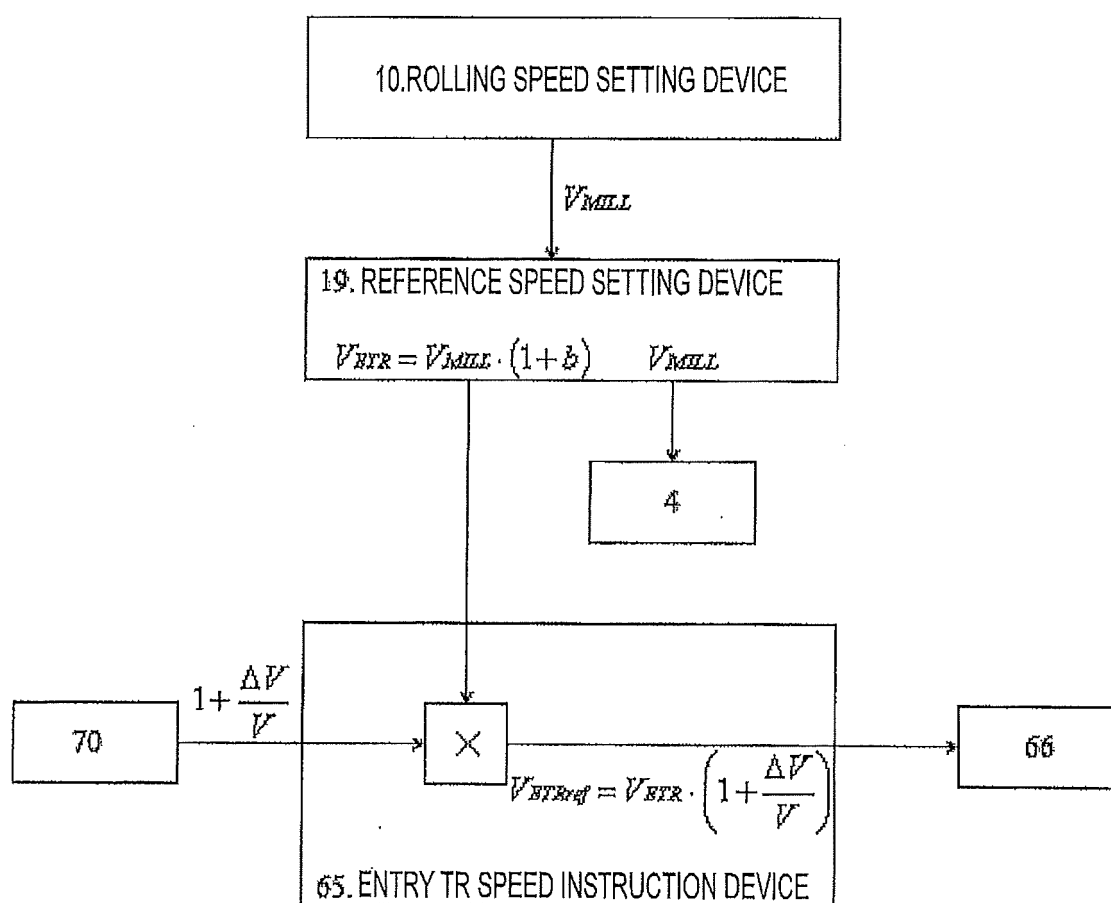 10.ROLLING SPEED SETTING DEVICE
V_MILL
19. REFERENCE SPEED SETTING DEVICE
V_ETR = V_MILL · (1 + b) V_MILL
4
1 + ΔV/V
70
×
66
V_ETRref = V_ETR · (1 + ΔV/V)
65. ENTRY TR SPEED INSTRUCTION DEVICE